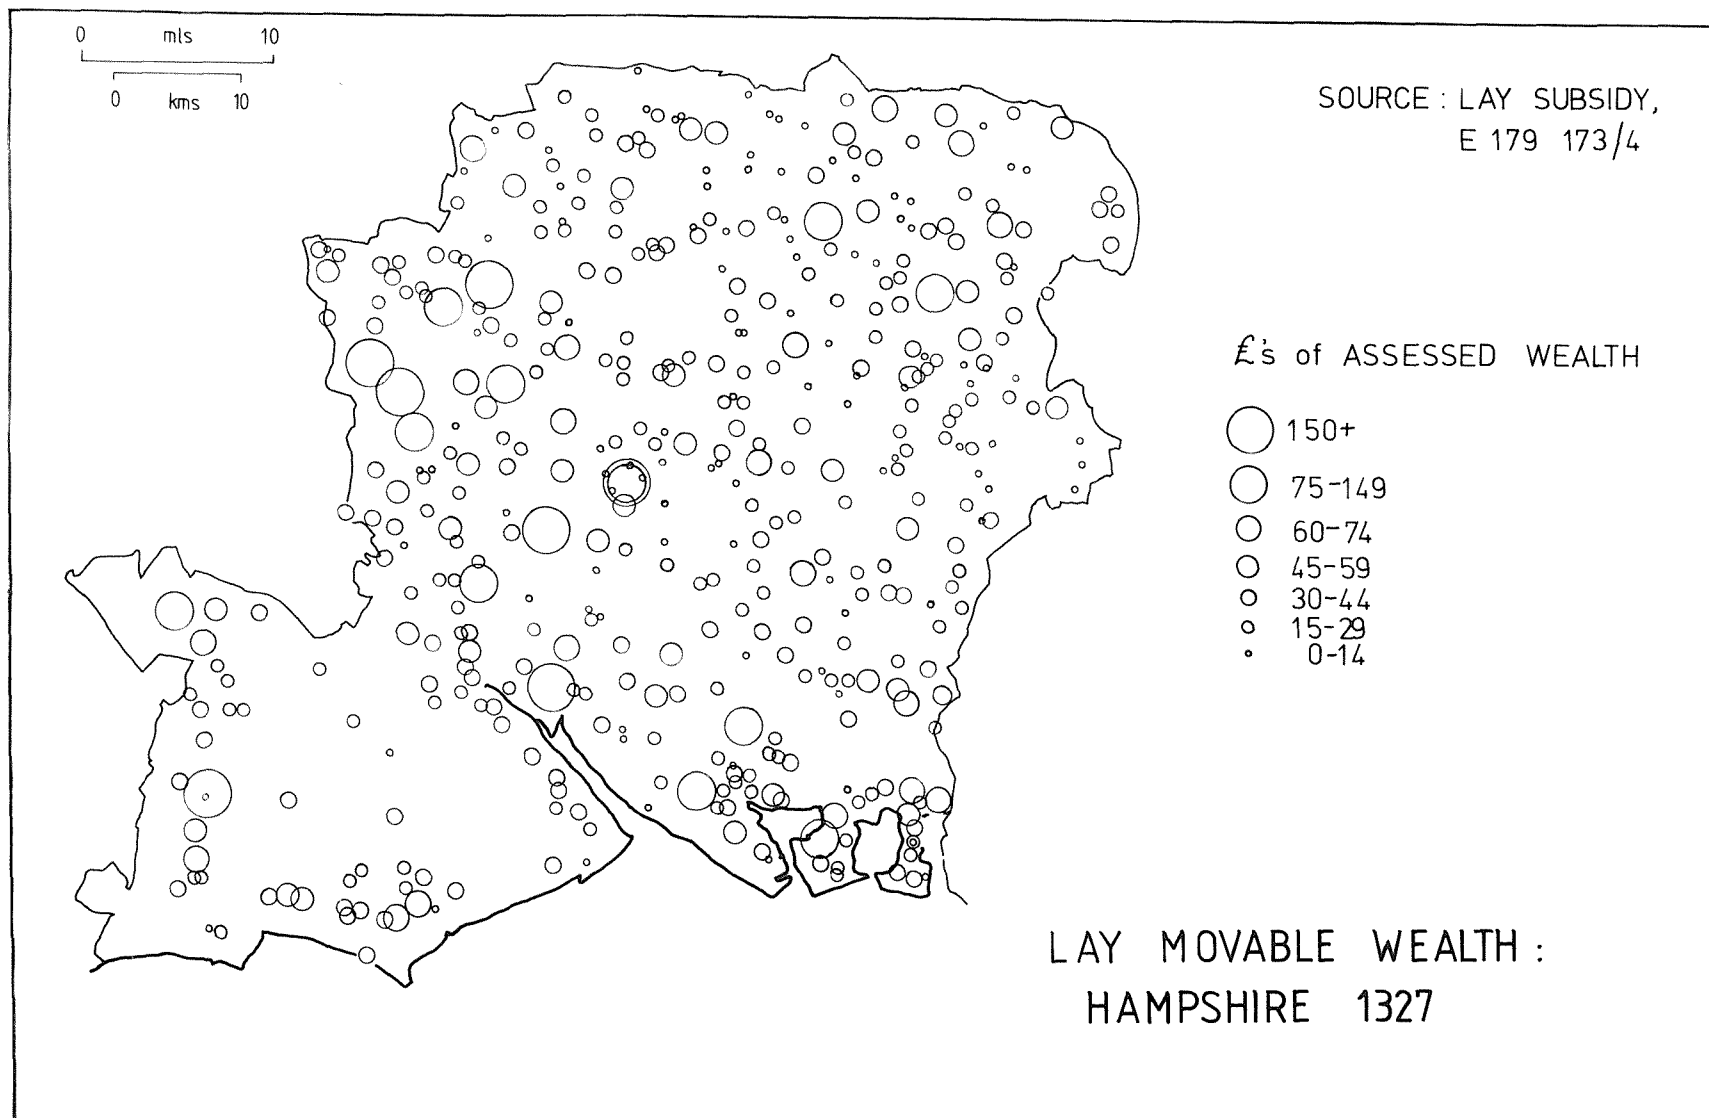 0 mls 10
0 kms 10
SOURCE : LAY SUBSIDY,
E 179 173/4
£'s of ASSESSED WEALTH
150+
75-149
60-74
45-59
30-44
15-29
0-14
LAY MOVABLE WEALTH :
HAMPSHIRE 1327